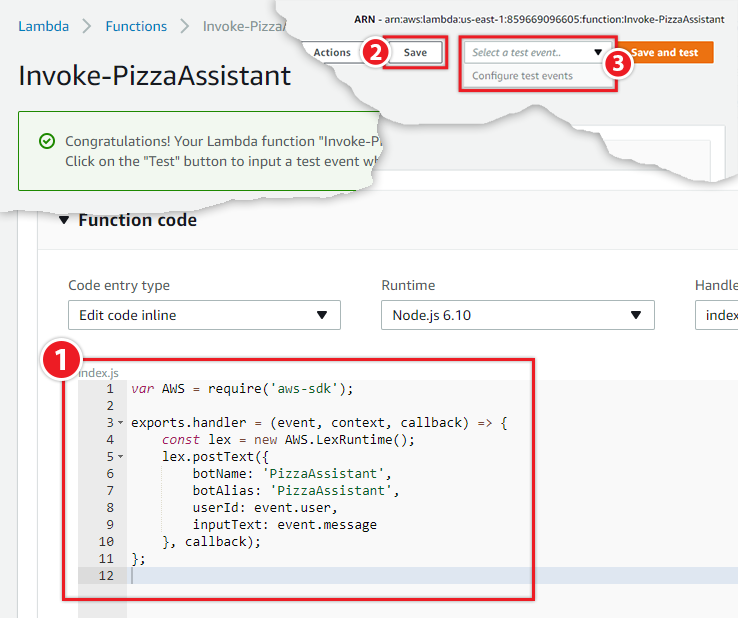 Lambda > Functions > Invoke-Pizza
ARN - arn:aws:lambda:us-east-1:859669096605:function:Invoke-PizzaAssistant
Actions
2
Save
Select a test event..
3
Save and test
Configure test events
Invoke-PizzaAssistant
Congratulations! Your Lambda function "Invoke-P
Click on the "Test" button to input a test event wh
Function code
Code entry type
Runtime
Handle
Edit code inline
Node.js 6.10
index
1
index.js
1 var AWS = require('aws-sdk');
2
3 exports.handler = (event, context, callback) => {
4 const lex = new AWS.LexRuntime();
5 lex.postText({
6 botName: 'PizzaAssistant',
7 botAlias: 'PizzaAssistant',
8 userId: event.user,
9 inputText: event.message
10 }, callback);
11 };
12